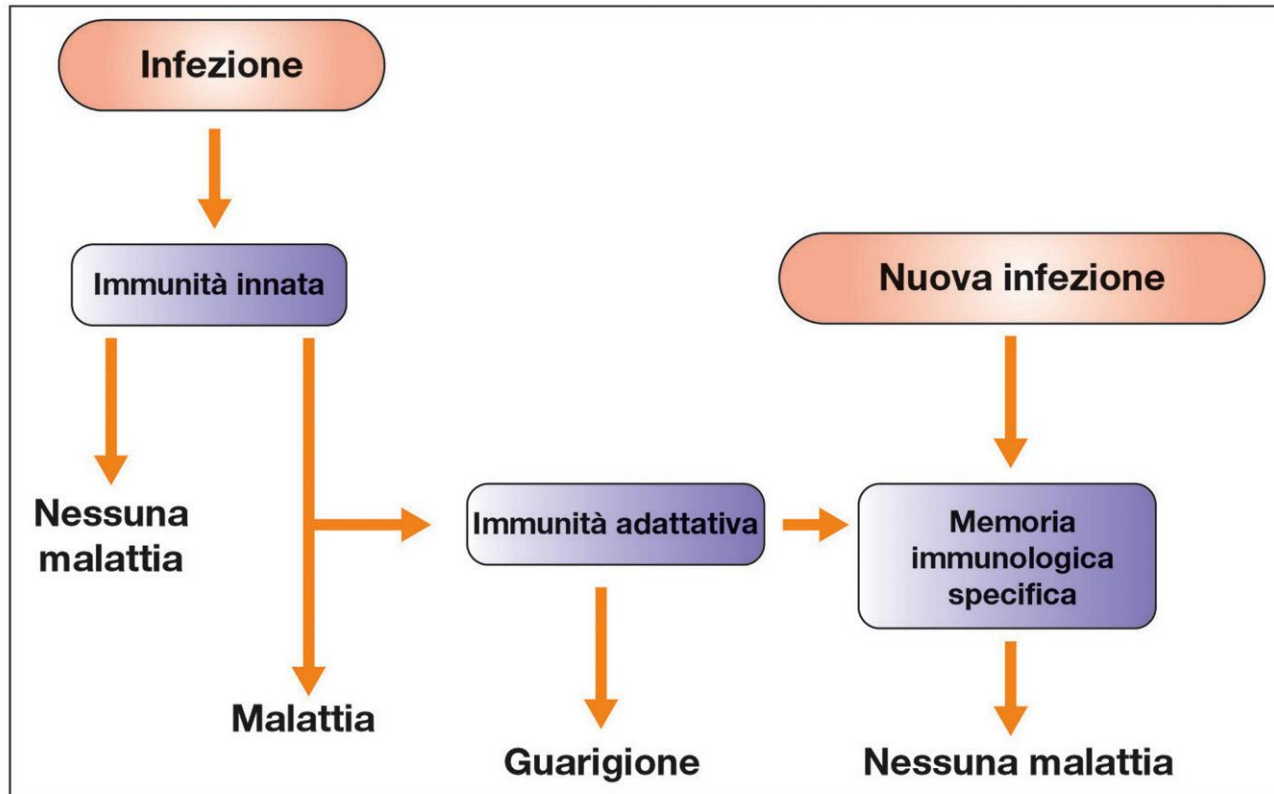 Infezione
Immunità innata
Nuova infezione
Nessuna
malattia
Immunità adattativa
Memoria
immunologica
specifica
Malattia
Guarigione
Nessuna malattia